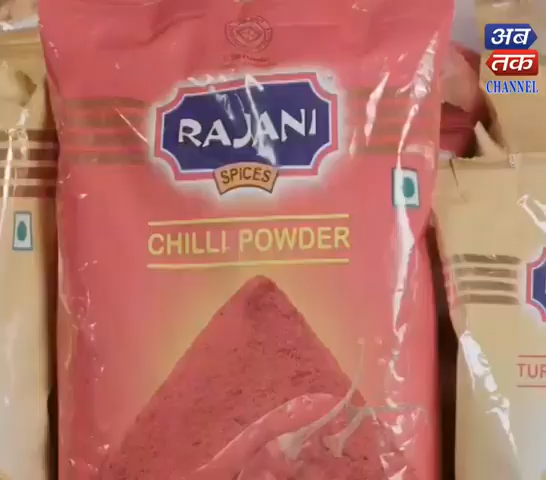 अब
तक
CHANNEL
RAJANI
SPICES
CHILLI POWDER
TUR